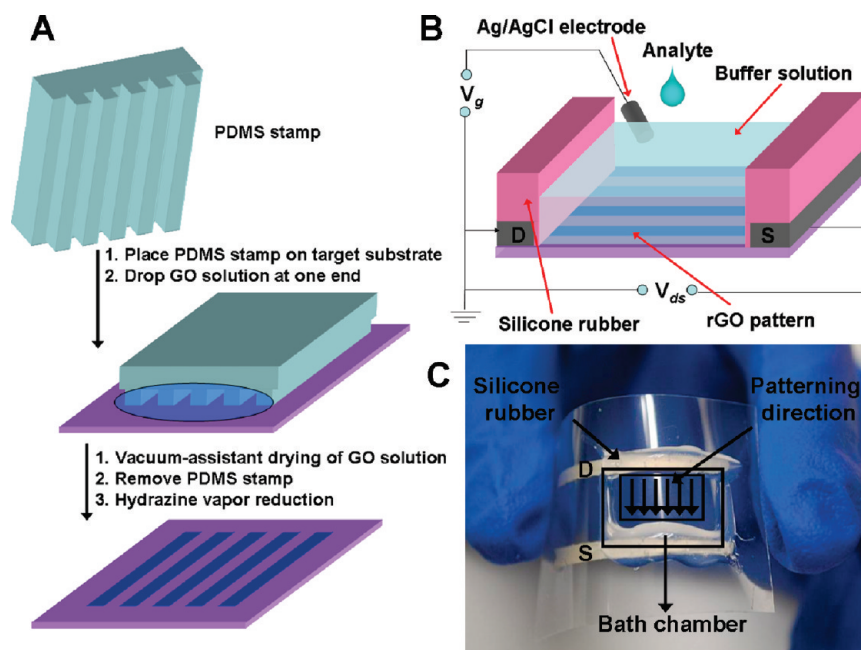 A
PDMS stamp
1. Place PDMS stamp on target substrate
2. Drop GO solution at one end
1. Vacuum-assistant drying of GO solution
2. Remove PDMS stamp
3. Hydrazine vapor reduction
B
Ag/AgCl electrode
Analyte
Buffer solution
Vg
D
S
Vds
Silicone rubber
rGO pattern
C
Silicone
rubber
Patterning
direction
D
S
Bath chamber